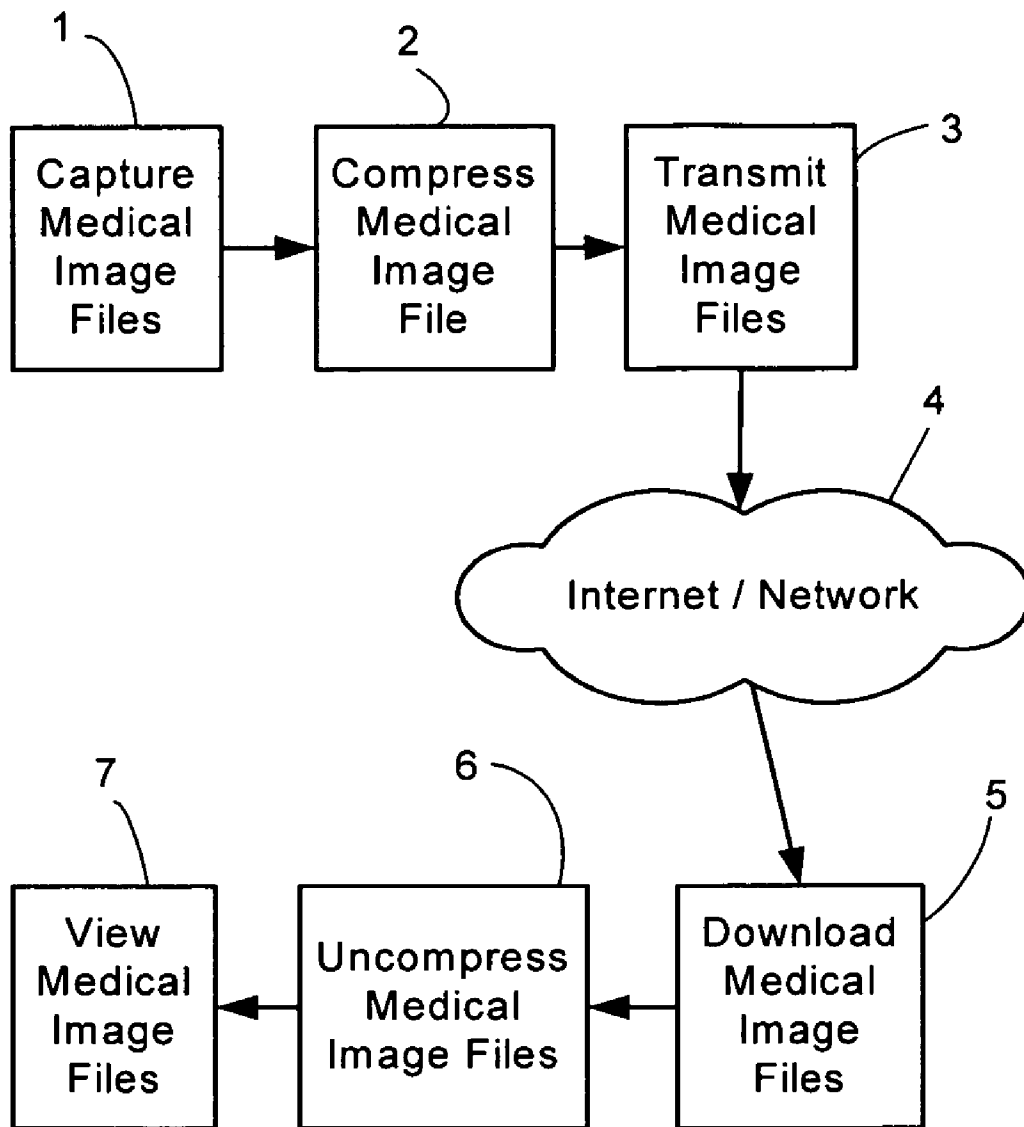 1
Capture
Medical
Image
Files
2
Compress
Medical
Image
File
3
Transmit
Medical
Image
Files
4
Internet / Network
5
Download
Medical
Image
Files
6
Uncompress
Medical
Image Files
7
View
Medical
Image
Files